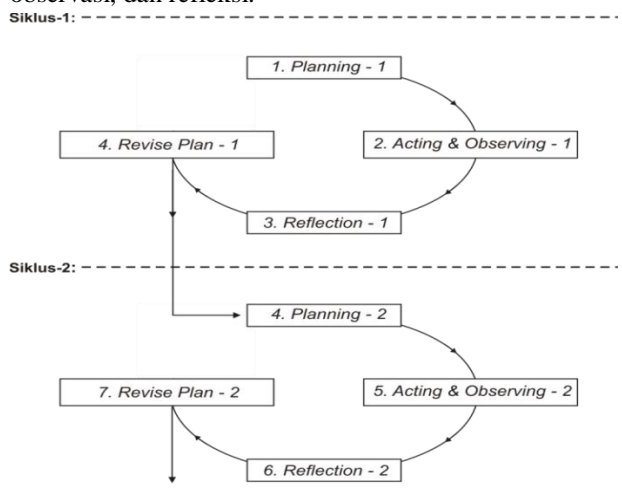 observasi, dan refleksi.
Siklus-1:
1. Planning - 1
4. Revise Plan - 1
2. Acting & Observing - 1
3. Reflection - 1
Siklus-2:
4. Planning - 2
7. Revise Plan - 2
5. Acting & Observing - 2
6. Reflection - 2